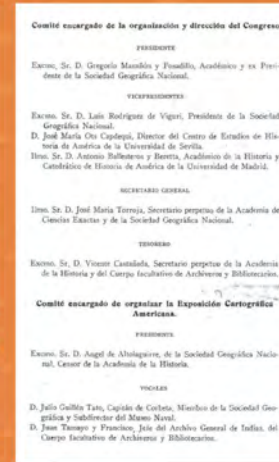 Comité encargado de la organización y dirección del Congreso
PRESIDENTE
Excmo. Sr. D. Gregorio Marañón y Posadillo, Académico y ex Presi-
dente de la Sociedad Geográfica Nacional.
VICEPRESIDENTES
Excmo. Sr. D. Luis Rodríguez de Viguri, Presidente de la Sociedad
Geográfica Nacional.
D. José María Ots Capdequi, Director del Centro de Estudios de His-
toria de América de la Universidad de Sevilla.
Ilmo. Sr. D. Antonio Ballesteros y Beretta, Académico de la Historia y
Catedrático de Historia de América de la Universidad de Madrid.
SECRETARIO GENERAL
Ilmo. Sr. D. José María Torroja, Secretario perpetuo de la Academia de
Ciencias Exactas y de la Sociedad Geográfica Nacional.
TESORERO
Excmo. Sr. D. Vicente Castañeda, Secretario perpetuo de la Academia
de la Historia y del Cuerpo facultativo de Archiveros y Bibliotecarios.
Comité encargado de organizar la Exposición Cartográfica
Americana.
PRESIDENTE
Excmo. Sr. D. Angel de Altolaguirre, de la Sociedad Geográfica Nacio-
nal, Censor de la Academia de la Historia.
VOCALES
D. Julio Guillén Tato, Capitán de Corbeta, Miembro de la Sociedad Geo-
gráfica y Subdirector del Museo Naval.
D. Juan Tamayo y Francisco, Jefe del Archivo General de Indias, del
Cuerpo facultativo de Archiveros y Bibliotecarios.